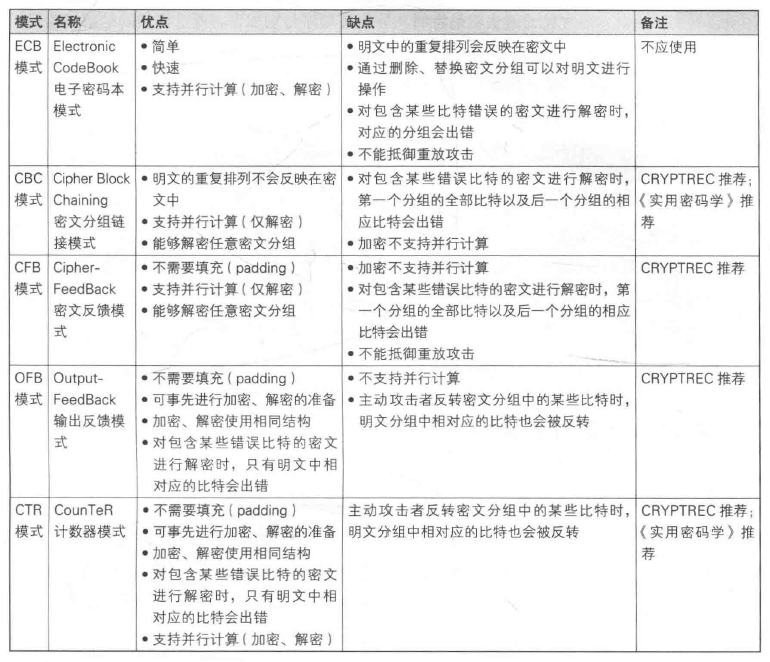 模式 名称 优点 缺点 备注
ECB 模式
Electronic
CodeBook
电子密码本
模式
• 简单
• 快速
• 支持并行计算(加密、解密)
• 明文中的重复排列会反映在密文中
• 通过删除、替换密文分组可以对明文进行
操作
• 对包含某些比特错误的密文进行解密时,
对应的分组会出错
• 不能抵御重放攻击
不应使用
CBC
模式
Cipher Block
Chaining
密文分组链
接模式
• 明文的重复排列不会反映在密
文中
• 支持并行计算(仅解密)
• 能够解密任意密文分组
• 对包含某些错误比特的密文进行解密时,
第一个分组的全部比特以及后一个分组的相
应比特会出错
• 加密不支持并行计算
CRYPTREC 推荐;
《实用密码学》推
荐
CFB
模式
Cipher-
FeedBack
密文反馈模
式
• 不需要填充(padding)
• 支持并行计算(仅解密)
• 能够解密任意密文分组
• 加密不支持并行计算
• 对包含某些错误比特的密文进行解密时,第
一个分组的全部比特以及后一个分组的相应
比特会出错
• 不能抵御重放攻击
CRYPTREC 推荐
OFB
模式
Output-
FeedBack
输出反馈模
式
• 不需要填充(padding)
• 可事先进行加密、解密的准备
• 加密、解密使用相同结构
• 对包含某些错误比特的密文
进行解密时,只有明文中相
对应的比特会出错
• 不支持并行计算
• 主动攻击者反转密文分组中的某些比特时,
明文分组中相对应的比特也会被反转
CRYPTREC 推荐
CTR
模式
CounTeR
计数器模式
• 不需要填充(padding)
• 可事先进行加密、解密的准备
• 加密、解密使用相同结构
• 对包含某些错误比特的密文
进行解密时,只有明文中相
对应的比特会出错
• 支持并行计算(加密、解密)
主动攻击者反转密文分组中的某些比特时,
明文分组中相对应的比特也会被反转
CRYPTREC 推荐;
《实用密码学》推
荐